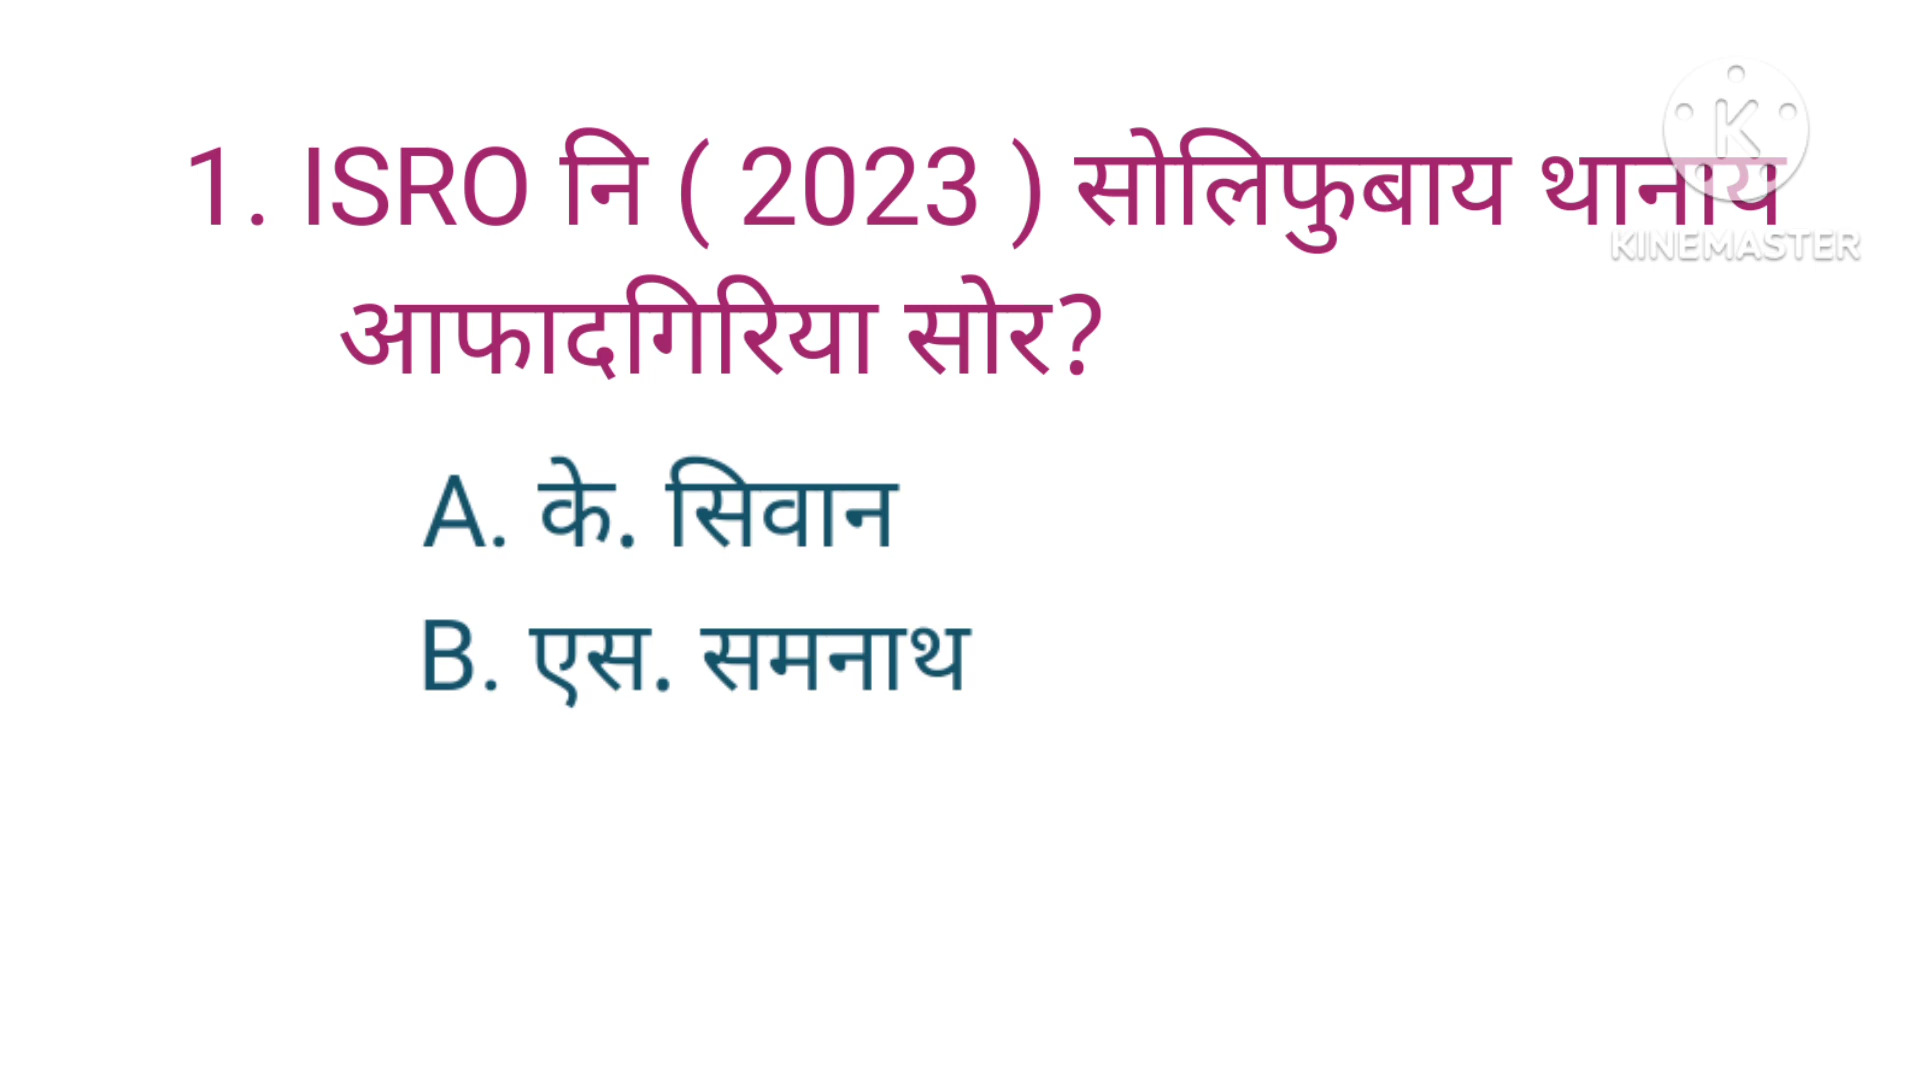 1. ISRO नि ( 2023 ) सोलिफुबाय थानाय
आफादगिरिया सोर?
A. के. सिवान
B. एस. समनाथ
K
KINEMASTER